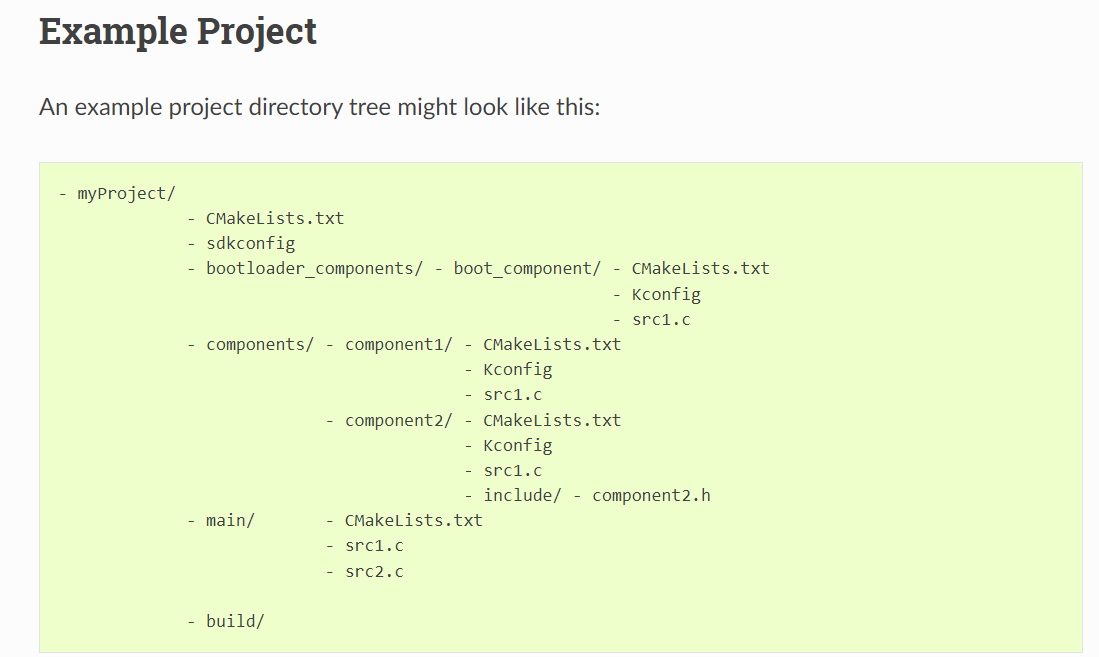 Example Project
An example project directory tree might look like this:
- myProject/
             - CMakeLists.txt
             - sdkconfig
             - bootloader_components/ - boot_component/ - CMakeLists.txt
                                                        - Kconfig
                                                        - src1.c
             - components/ - component1/ - CMakeLists.txt
                                         - Kconfig
                                         - src1.c
                           - component2/ - CMakeLists.txt
                                         - Kconfig
                                         - src1.c
                                         - include/ - component2.h
             - main/       - CMakeLists.txt
                           - src1.c
                           - src2.c
             - build/